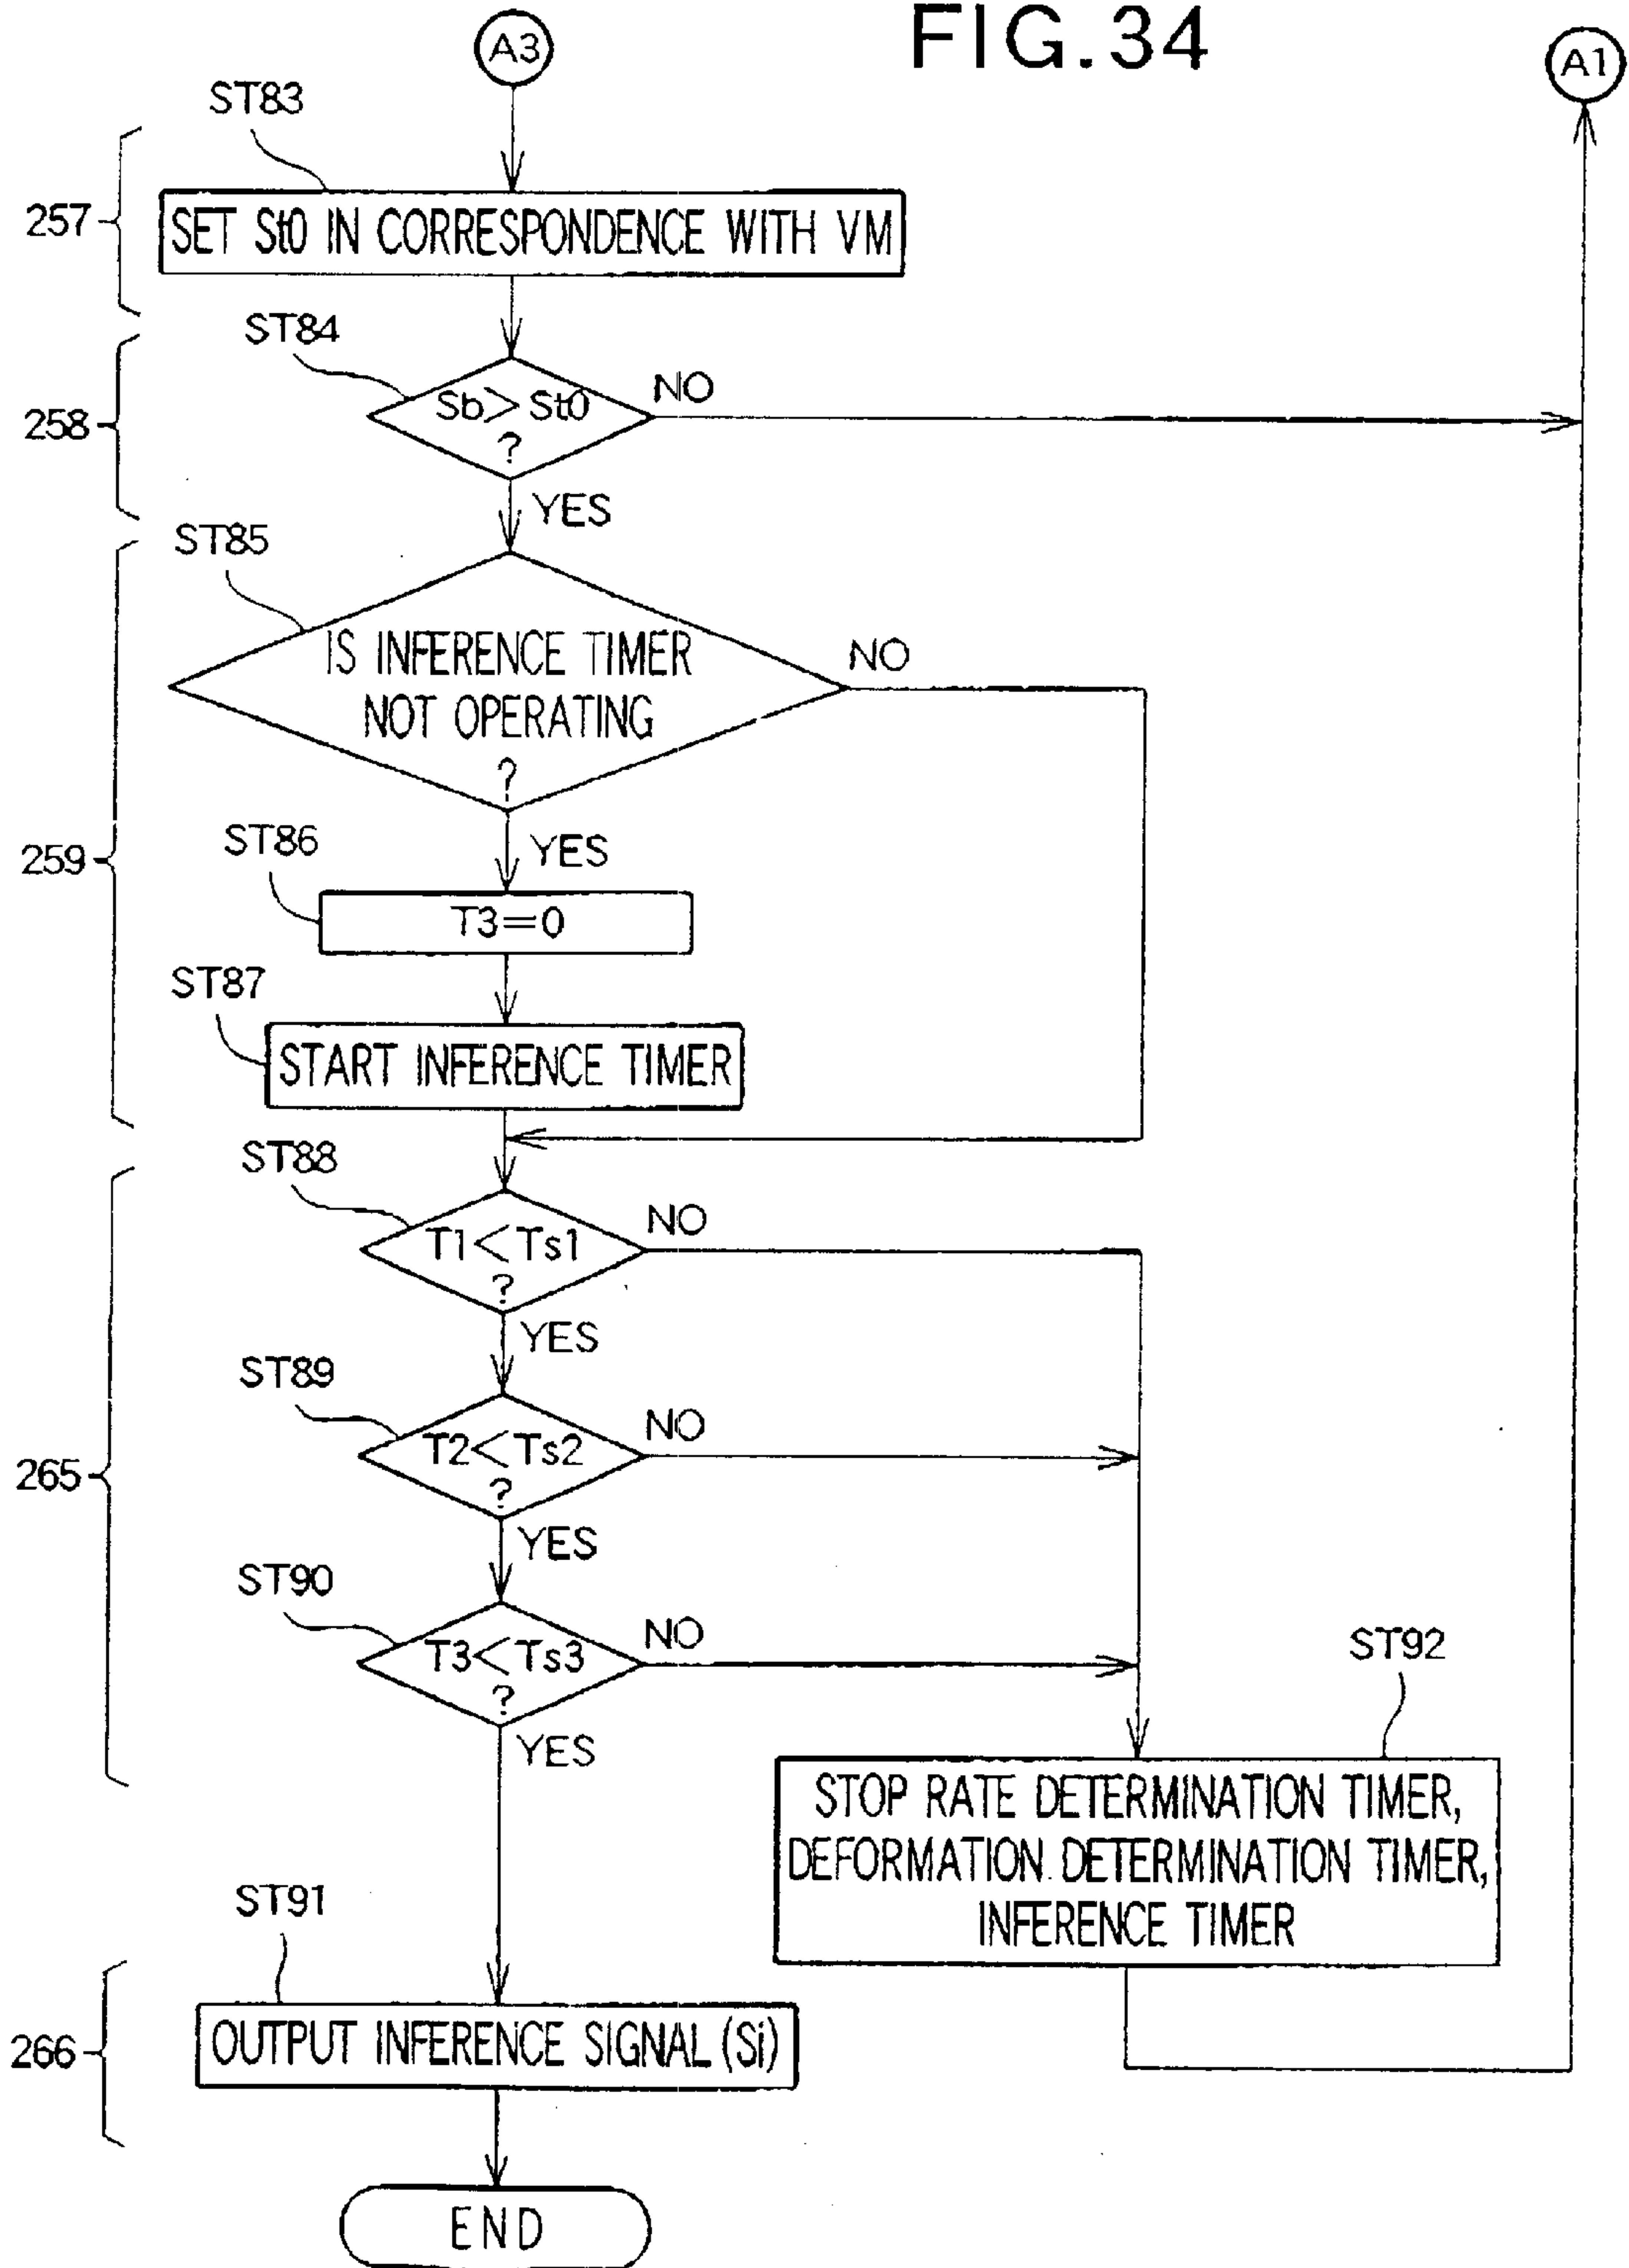 FIG.34
A3
A1
ST83
257
SET St0 IN CORRESPONDENCE WITH VM
ST84
258
Sb>St0
?
NO
YES
ST85
259
IS INFERENCE TIMER
NOT OPERATING
?
NO
YES
ST86
T3=0
ST87
START INFERENCE TIMER
ST88
265
T1<Ts1
?
NO
YES
ST89
T2<Ts2
?
NO
YES
ST90
T3<Ts3
?
NO
YES
ST92
STOP RATE DETERMINATION TIMER,
DEFORMATION DETERMINATION TIMER,
INFERENCE TIMER
ST91
266
OUTPUT INFERENCE SIGNAL (Si)
END